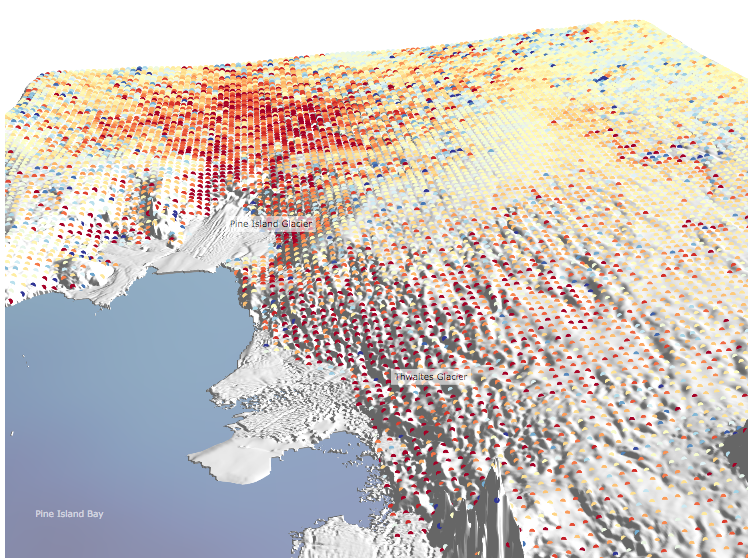 Pine Island Glacier
Thwaites Glacier
Pine Island Bay